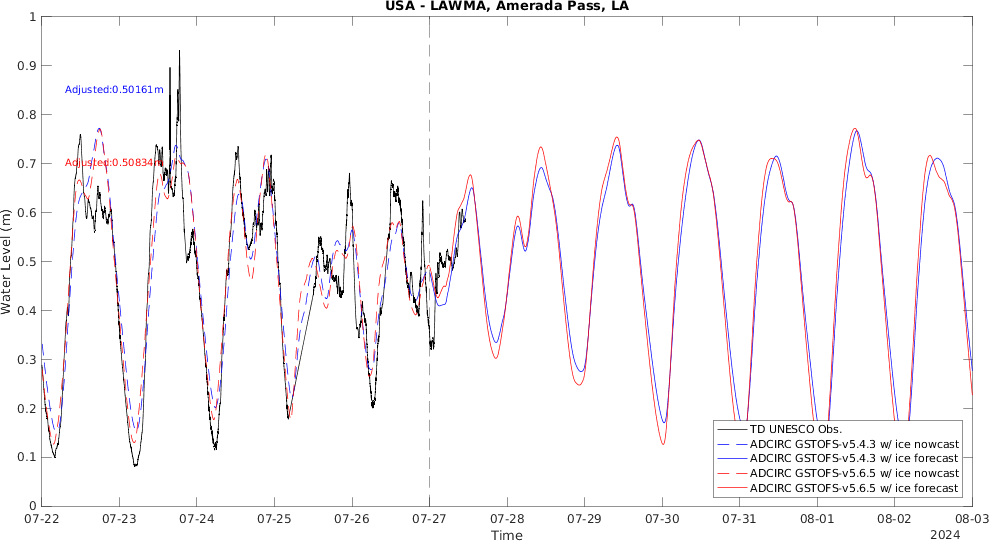 USA - LAWMA, Amerada Pass, LA
1
0.9
0.8
0.7
0.6
0.5
0.4
0.3
0.2
0.1
0
Water Level (m)
Adjusted:0.50161m
Adjusted:0.50834m
TD UNESCO Obs.
ADCIRC GSTOFS-v5.4.3 w/ ice nowcast
ADCIRC GSTOFS-v5.4.3 w/ ice forecast
ADCIRC GSTOFS-v5.6.5 w/ ice nowcast
ADCIRC GSTOFS-v5.6.5 w/ ice forecast
07-22 07-23 07-24 07-25 07-26 07-27 07-28 07-29 07-30 07-31 08-01 08-02 08-03
Time
2024